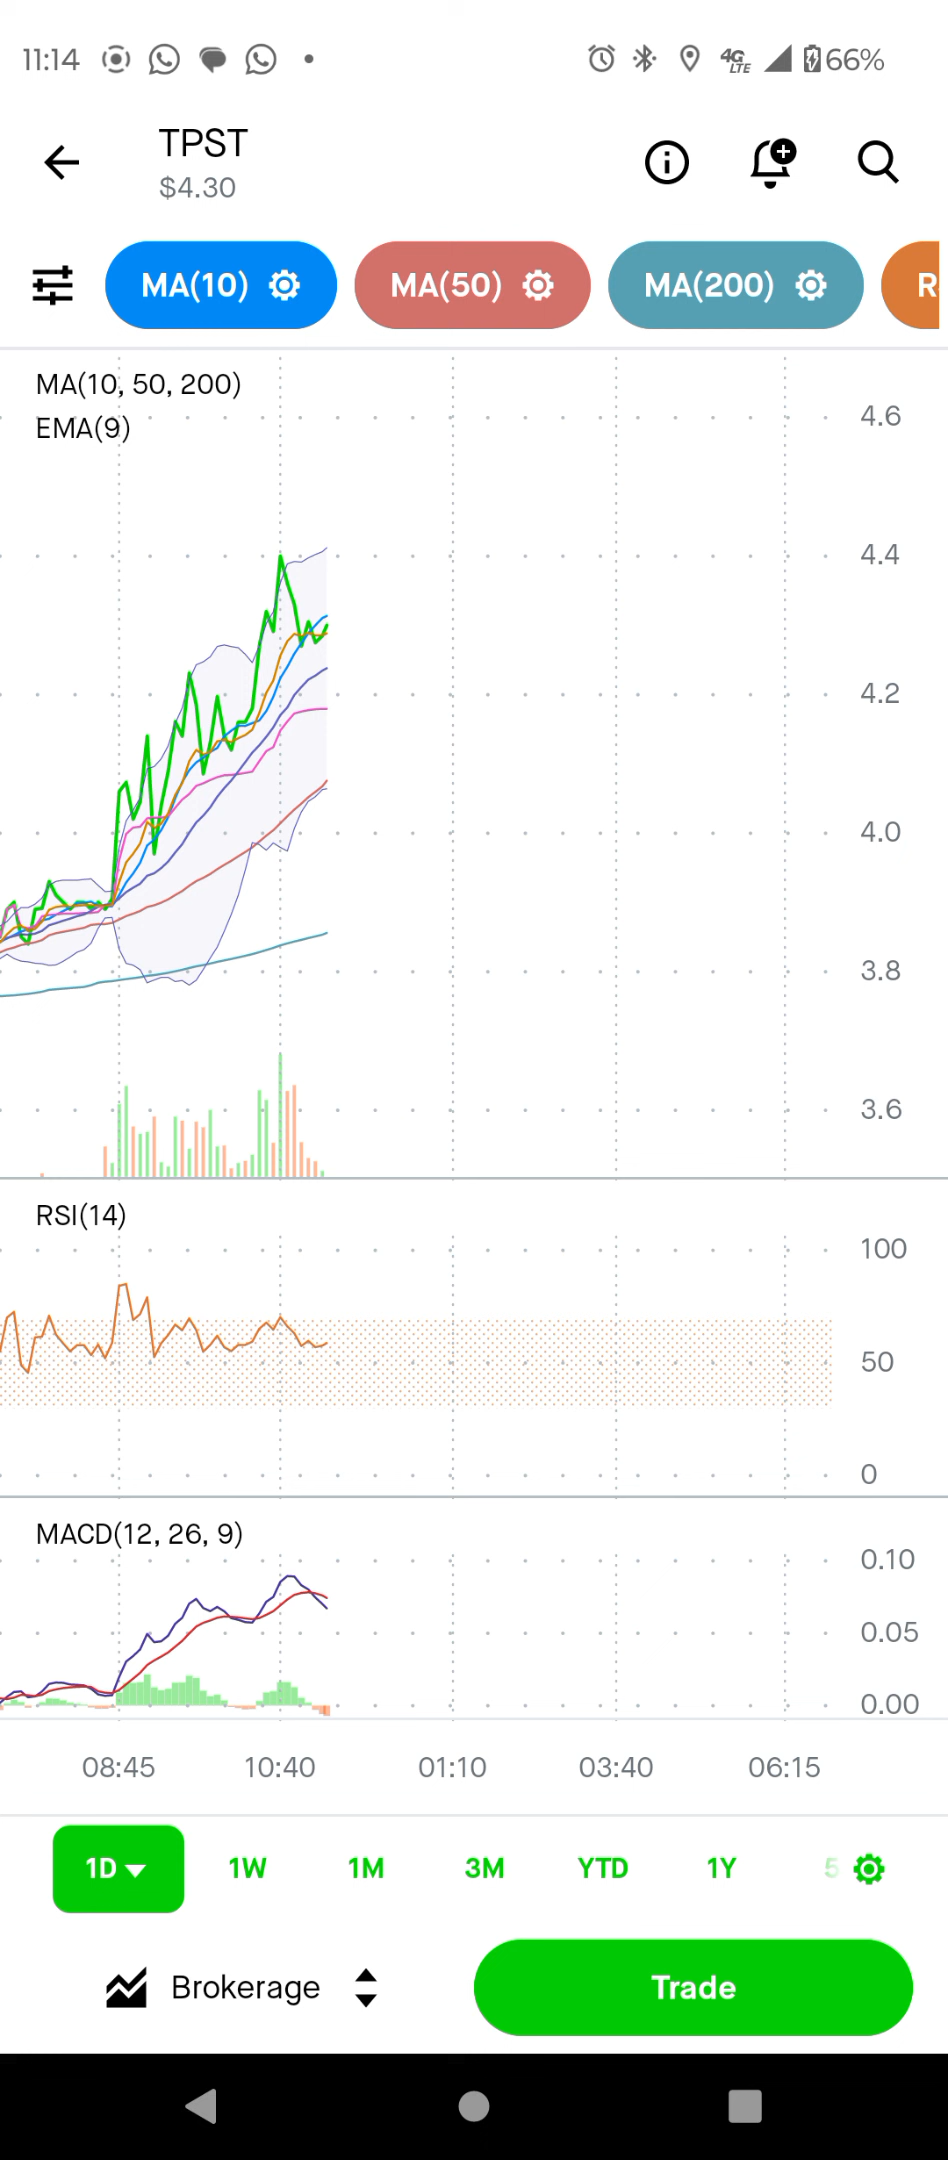 11:14 4G LTE 66%
TPST
$4.30
MA(10) MA(50) MA(200) R
MA(10, 50, 200)
EMA(9)
4.6
4.4
4.2
4.0
3.8
3.6
RSI(14)
100
50
0
MACD(12, 26, 9)
0.10
0.05
0.00
08:45 10:40 01:10 03:40 06:15
1D 1W 1M 3M YTD 1Y 5
Brokerage Trade